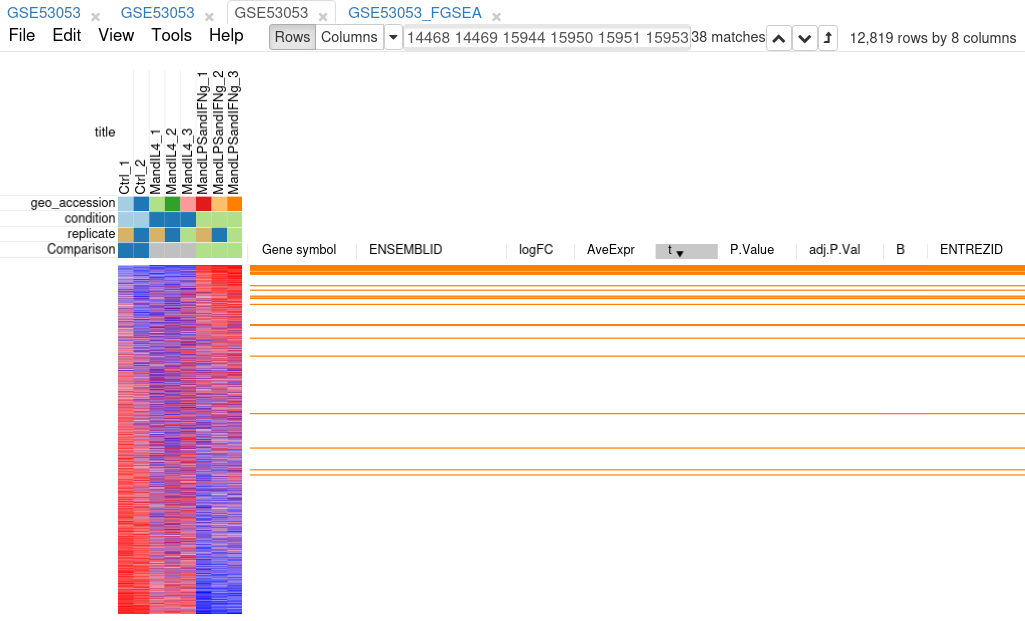 GSE53053 × GSE53053 × GSE53053 × GSE53053_FGSEA ×
File Edit View Tools Help Rows Columns 14468 14469 15944 15950 15951 15953 38 matches 12,819 rows by 8 columns
title
Ctrl_1
Ctrl_2
MandIL4_1
MandIL4_2
MandIL4_3
MandLPSandIFNg_1
MandLPSandIFNg_2
MandLPSandIFNg_3
geo_accession
condition
replicate
Comparison
Gene symbol ENSEMBLID logFC AveExpr t P.Value adj.P.Val B ENTREZID